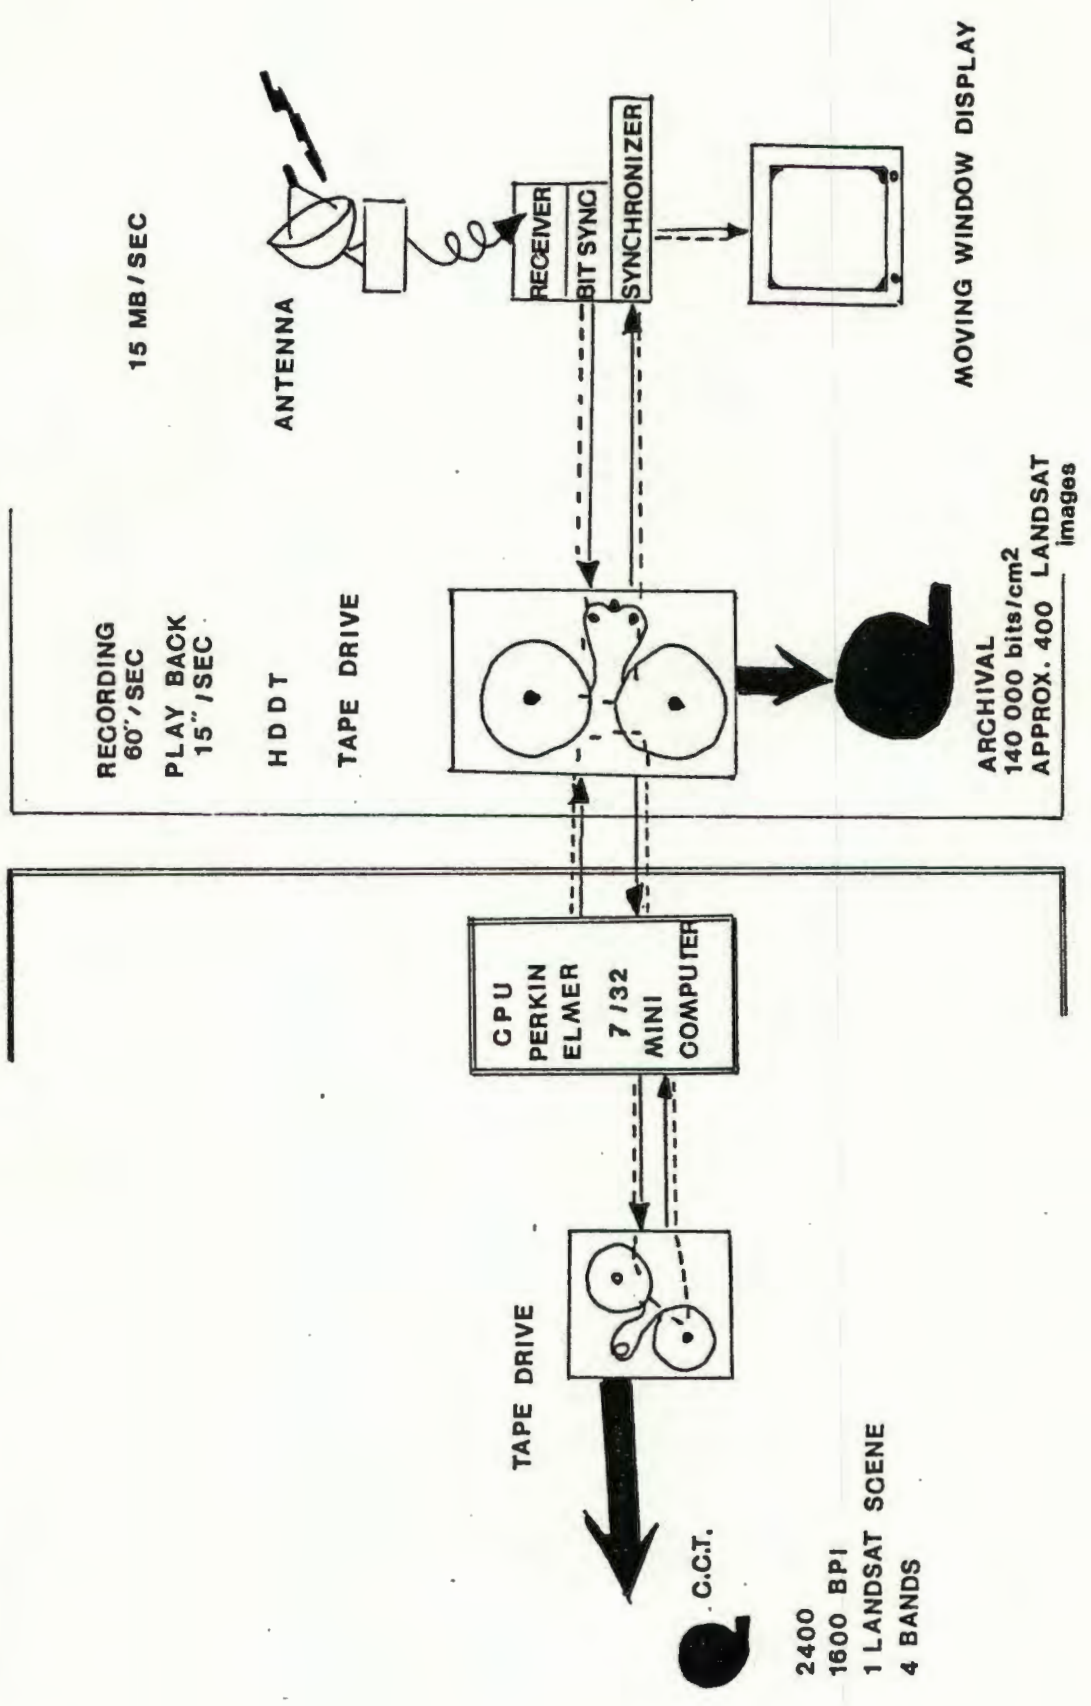 15 MB/SEC
ANTENNA
RECEIVER
BIT SYNC
SYNCHRONIZER
MOVING WINDOW DISPLAY
RECORDING
60″/SEC
PLAY BACK
15″/SEC
HDDT
TAPE DRIVE
ARCHIVAL
140 000 bits/cm2
APPROX. 400 LANDSAT
images
CPU
PERKIN
ELMER
7/32
MINI
COMPUTER
TAPE DRIVE
C.C.T.
2400
1600 BPI
1 LANDSAT SCENE
4 BANDS